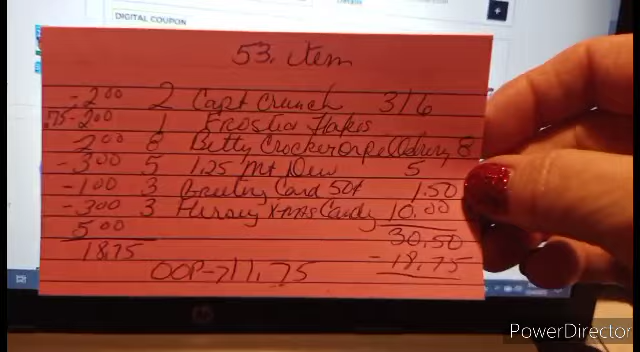 DIGITAL COUPON
53. item
-2.00 2 Capt Crunch 3/6
.75-2.00 1 Frosted Flakes
2.00 8 Betty Crocker 8
-3.00 5 1.25 Mt Dew 5
-1.00 3 Greeting Card 50¢ 1.50
-3.00 3 Hersey X-mas Candy 10.00
5.00 30.50
18.75 -18.75
OOP-711.75
PowerDirector